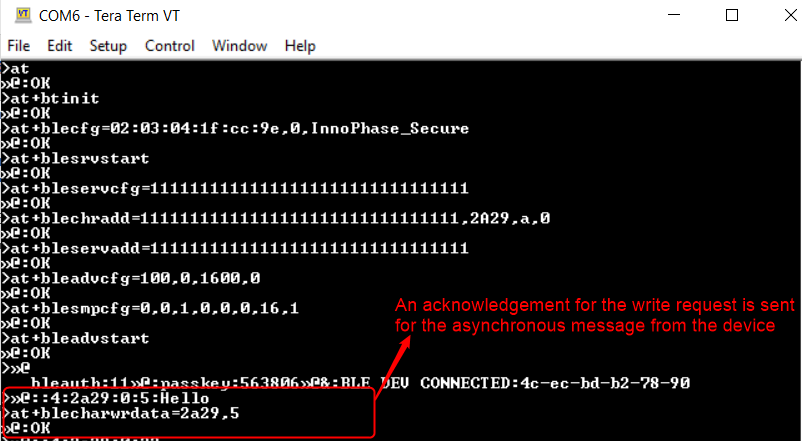 COM6 - Tera Term VT
File Edit Setup Control Window Help
>at
»@:OK
>at+btinit
»@:OK
>at+blecfg=02:03:04:1f:cc:9e,0,InnoPhase_Secure
»@:OK
>at+blesrvstart
»@:OK
>at+bleservcfg=11111111111111111111111111111111
»@:OK
>at+blechradd=11111111111111111111111111111111,2A29,a,0
»@:OK
>at+bleservadd=11111111111111111111111111111111
»@:OK
>at+bleadvcfg=100,0,1600,0
»@:OK
>at+blesmpcfg=0,0,1,0,0,0,16,1
»@:OK
>at+bleadvstart
»@:OK
>»@
bleauth:11»@:passkey:563806»@&:BLE DEV CONNECTED:4c-ec-bd-b2-78-90
>»@::4:2a29:0:5:Hello
>at+blecharwrdata=2a29,5
»@:OK
An acknowledgement for the write request is sent
for the asynchronous message from the device